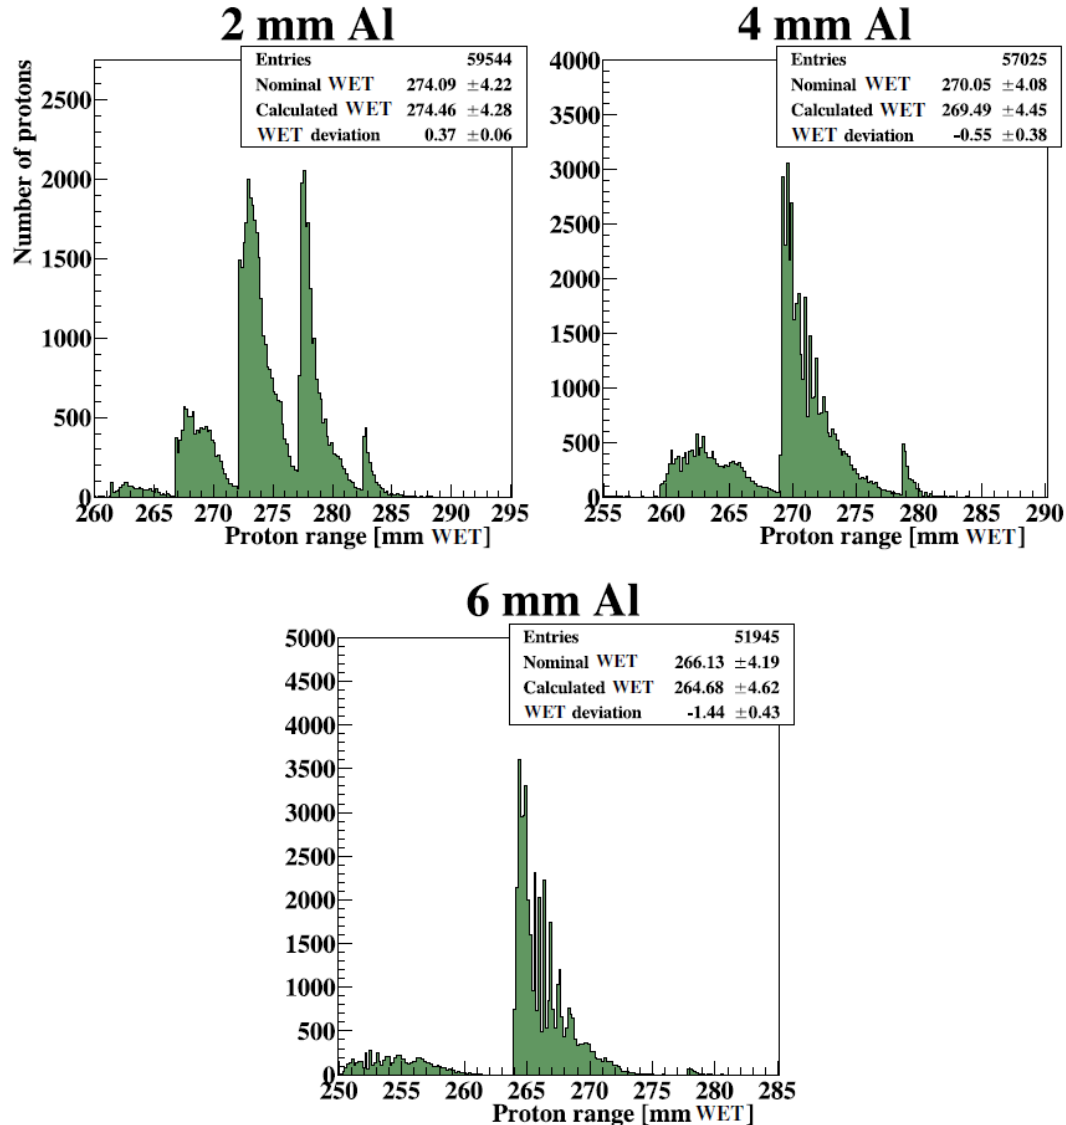 2 mm Al
Entries 59544
Nominal WET 274.09 ±4.22
Calculated WET 274.46 ±4.28
WET deviation 0.37 ±0.06
Number of protons
2500
2000
1500
1000
500
0
260 265 270 275 280 285 290 295
Proton range [mm WET]
4 mm Al
Entries 57025
Nominal WET 270.05 ±4.08
Calculated WET 269.49 ±4.45
WET deviation -0.55 ±0.38
4000
3500
3000
2500
2000
1500
1000
500
0
255 260 265 270 275 280 285 290
Proton range [mm WET]
6 mm Al
Entries 51945
Nominal WET 266.13 ±4.19
Calculated WET 264.68 ±4.62
WET deviation -1.44 ±0.43
5000
4500
4000
3500
3000
2500
2000
1500
1000
500
0
250 255 260 265 270 275 280 285
Proton range [mm WET]